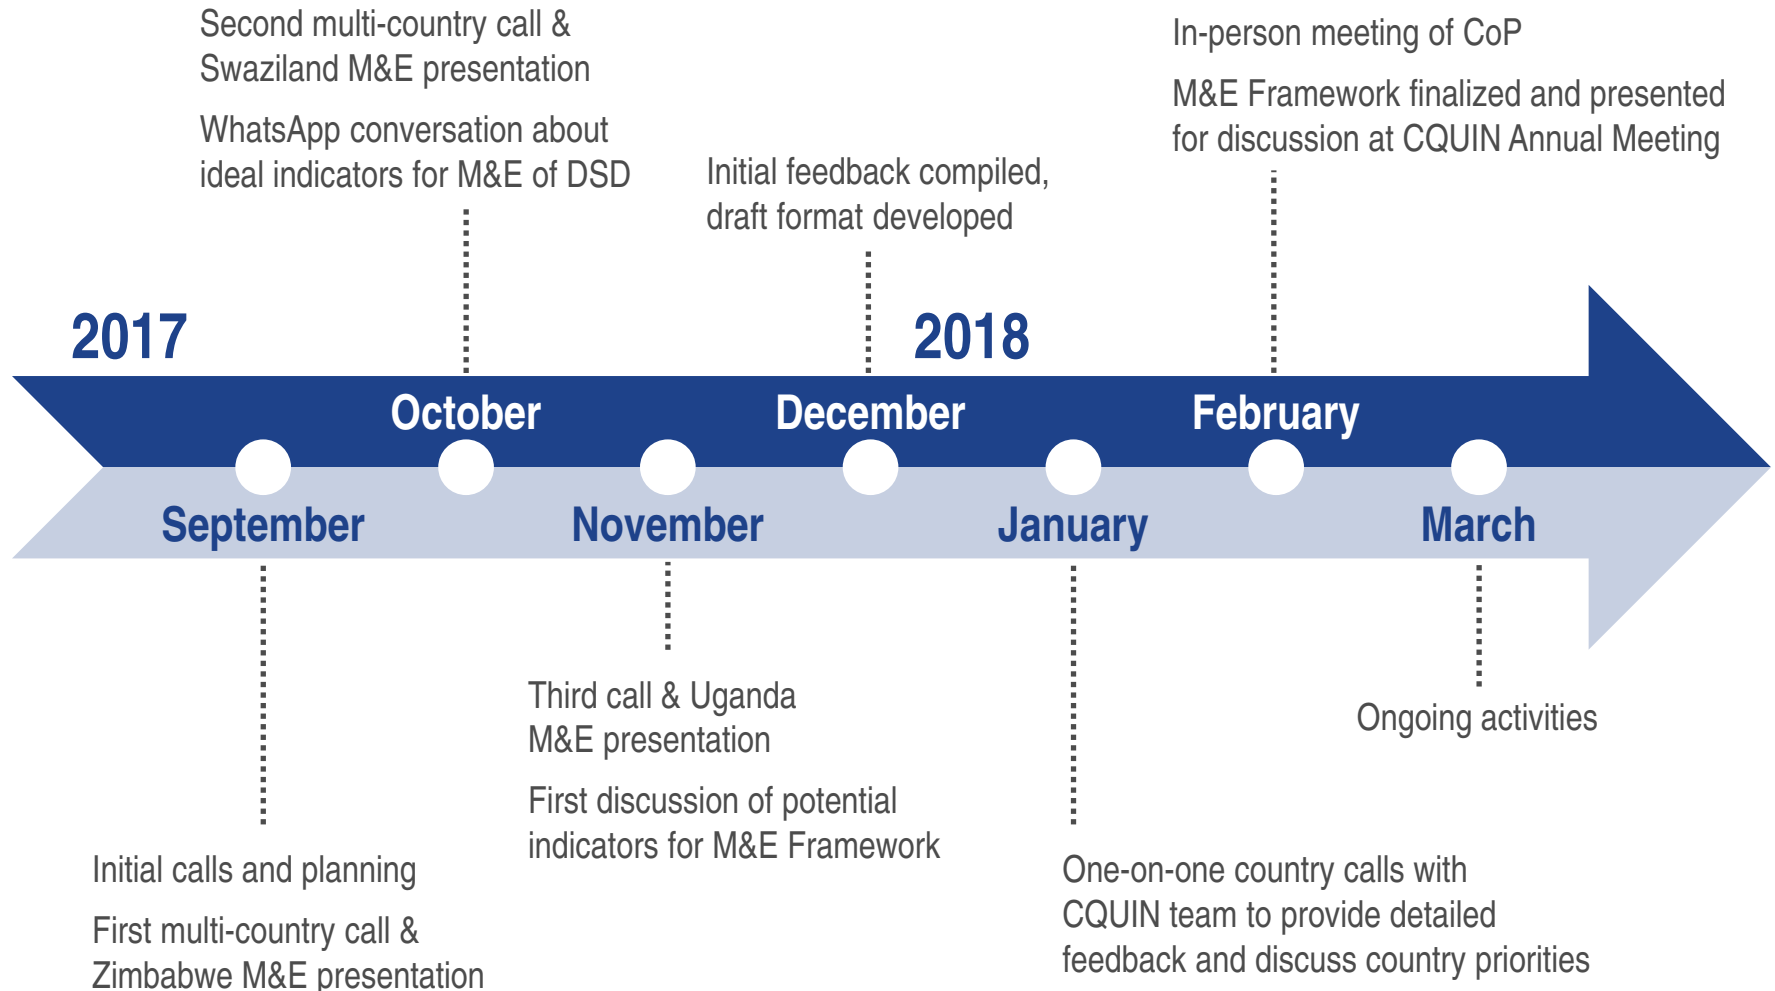 Second multi-country call &
Swaziland M&E presentation
WhatsApp conversation about
ideal indicators for M&E of DSD
Initial feedback compiled,
draft format developed
In-person meeting of CoP
M&E Framework finalized and presented
for discussion at CQUIN Annual Meeting
2017
2018
October
December
February
September
November
January
March
Initial calls and planning
First multi-country call &
Zimbabwe M&E presentation
Third call & Uganda
M&E presentation
First discussion of potential
indicators for M&E Framework
One-on-one country calls with
CQUIN team to provide detailed
feedback and discuss country priorities
Ongoing activities